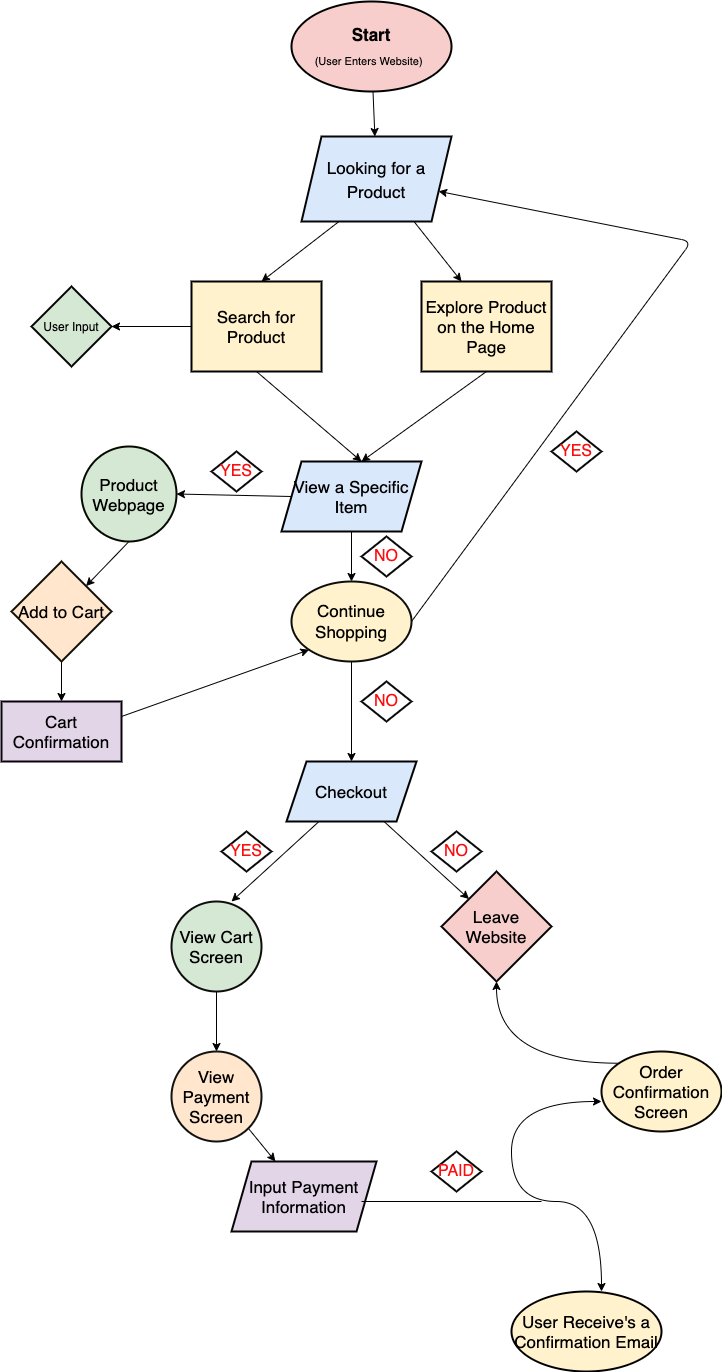 Start
(User Enters Website)
Looking for a
Product
Search for
Product
Explore Product
on the Home
Page
User Input
View a Specific
Item
YES
Product
Webpage
YES
NO
Add to Cart
Continue
Shopping
Cart
Confirmation
NO
Checkout
YES
NO
Leave
Website
View Cart
Screen
View
Payment
Screen
Order
Confirmation
Screen
PAID
Input Payment
Information
User Receive's a
Confirmation Email